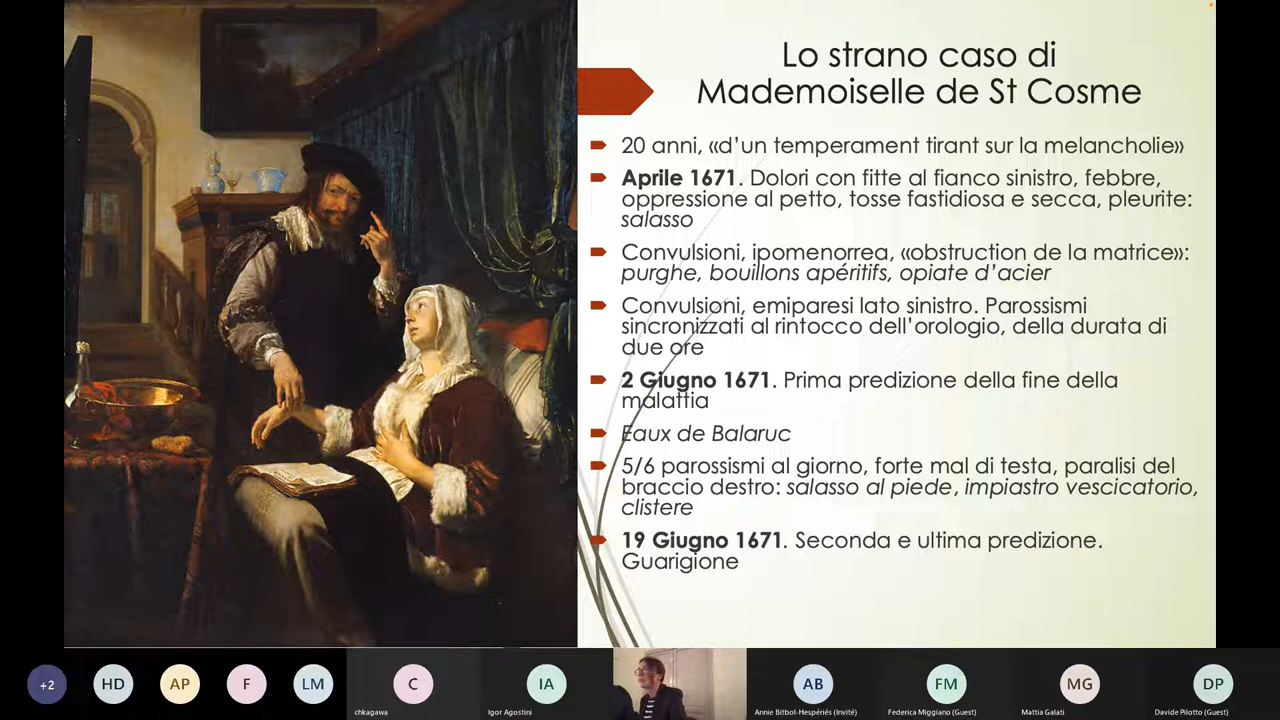 Lo strano caso di
Mademoiselle de St Cosme
20 anni, «d'un temperament tirant sur la melancholie»
Aprile 1671. Dolori con fitte al fianco sinistro, febbre,
oppressione al petto, tosse fastidiosa e secca, pleurite:
salasso
Convulsioni, ipomenorrea, «obstruction de la matrice»:
purghe, bouillons apéritifs, opiate d'acier
Convulsioni, emiparesi lato sinistro. Parossismi
sincronizzati al rintocco dell'orologio, della durata di
due ore
2 Giugno 1671. Prima predizione della fine della
malattia
Eaux de Balaruc
5/6 parossismi al giorno, forte mal di testa, paralisi del
braccio destro: salasso al piede, impiastro vescicatorio,
clistere
19 Giugno 1671. Seconda e ultima predizione.
Guarigione
+2
HD
AP
F
LM
C
chkagawa
IA
Igor Agostini
AB
Annie Bitbol-Hespériés (Invité)
FM
Federica Miggiano (Guest)
MG
Mattia Galati
DP
Davide Pilotto (Guest)